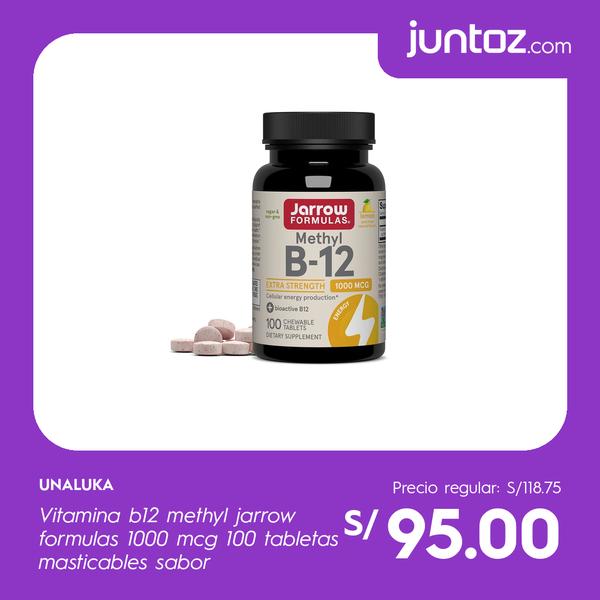 juntoz.com
Jarrow
FORMULAS®
Methyl
B-12
EXTRA STRENGTH 1000 MCG
Cellular energy production*
bioactive B12
100 CHEWABLE
TABLETS
DIETARY SUPPLEMENT
ENERGY
UNALUKA
Vitamina b12 methyl jarrow
formulas 1000 mcg 100 tabletas
masticables sabor
Precio regular: S/118.75
S/ 95.00